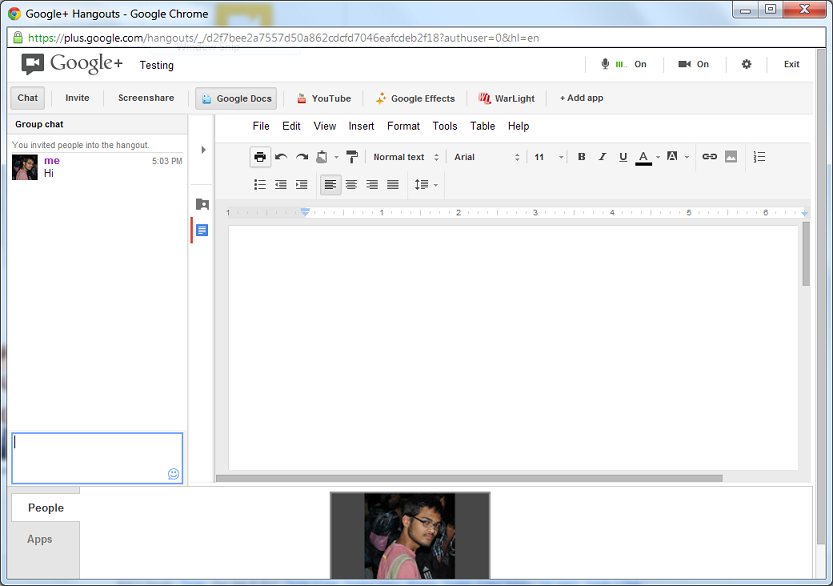 Google+ Hangouts - Google Chrome
https://plus.google.com/hangouts/_/d2f7bee2a7557d50a862cdcfd7046eafcdeb2f18?authuser=0&hl=en
Google+ Testing On On Exit
Chat Invite Screenshare Google Docs YouTube Google Effects WarLight + Add app
Group chat
You invited people into the hangout.
me 5:03 PM
Hi
File Edit View Insert Format Tools Table Help
Normal text Arial 11 B I U A A
1 1 2 3 4 5 6
People
Apps